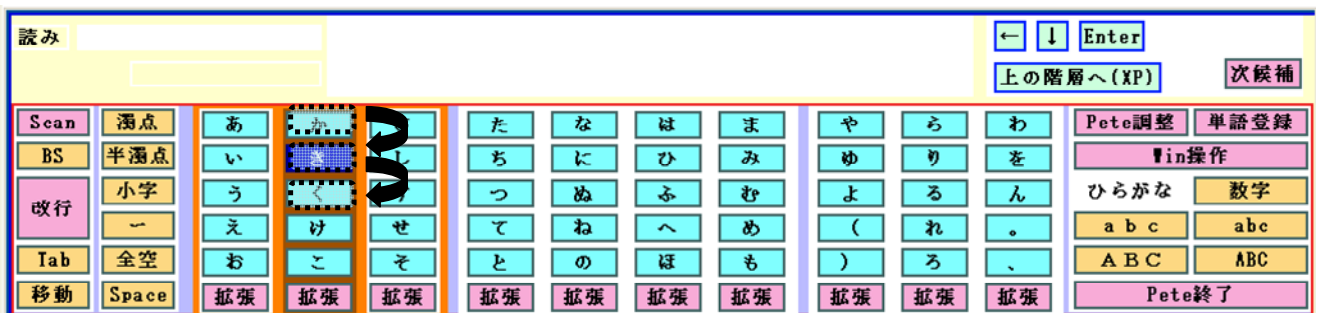 読み ← ↓ Enter
上の階層へ(XP) 次候補
Scan 濁点 あ か た な は ま や ら わ Pete調整 単語登録
BS 半濁点 い き し ち に ひ み ゆ り を Win操作
改行 小字 う く つ ぬ ふ む よ る ん ひらがな 数字
ー え け せ て ね へ め ( れ 。 ａｂｃ abc
Tab 全空 お こ そ と の ほ も ) ろ 、 ＡＢＣ ABC
移動 Space 拡張 拡張 拡張 拡張 拡張 拡張 拡張 拡張 拡張 拡張 Pete終了